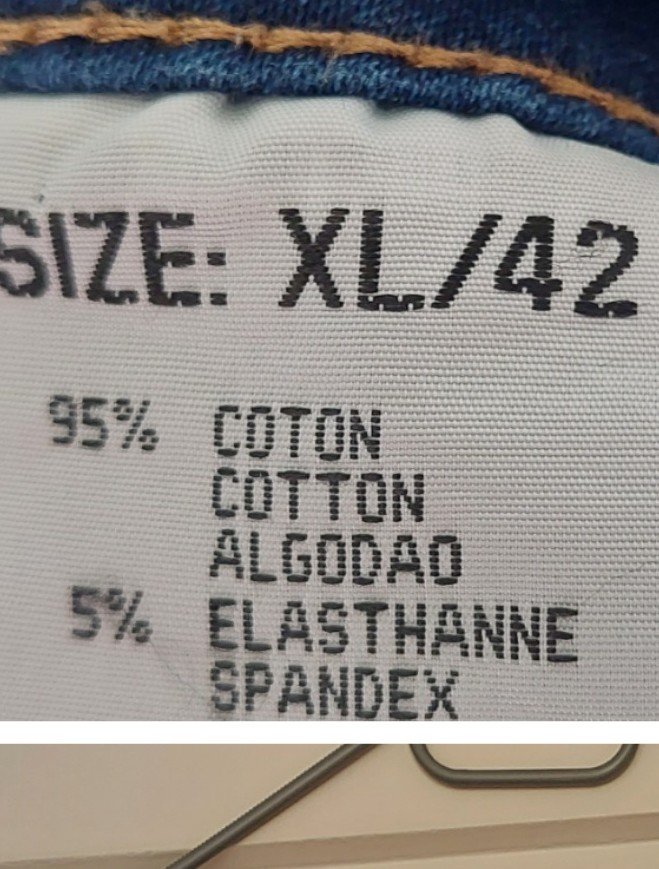 SIZE: XL/42
95% COTON
COTTON
ALGODAO
5% ELASTHANNE
SPANDEX